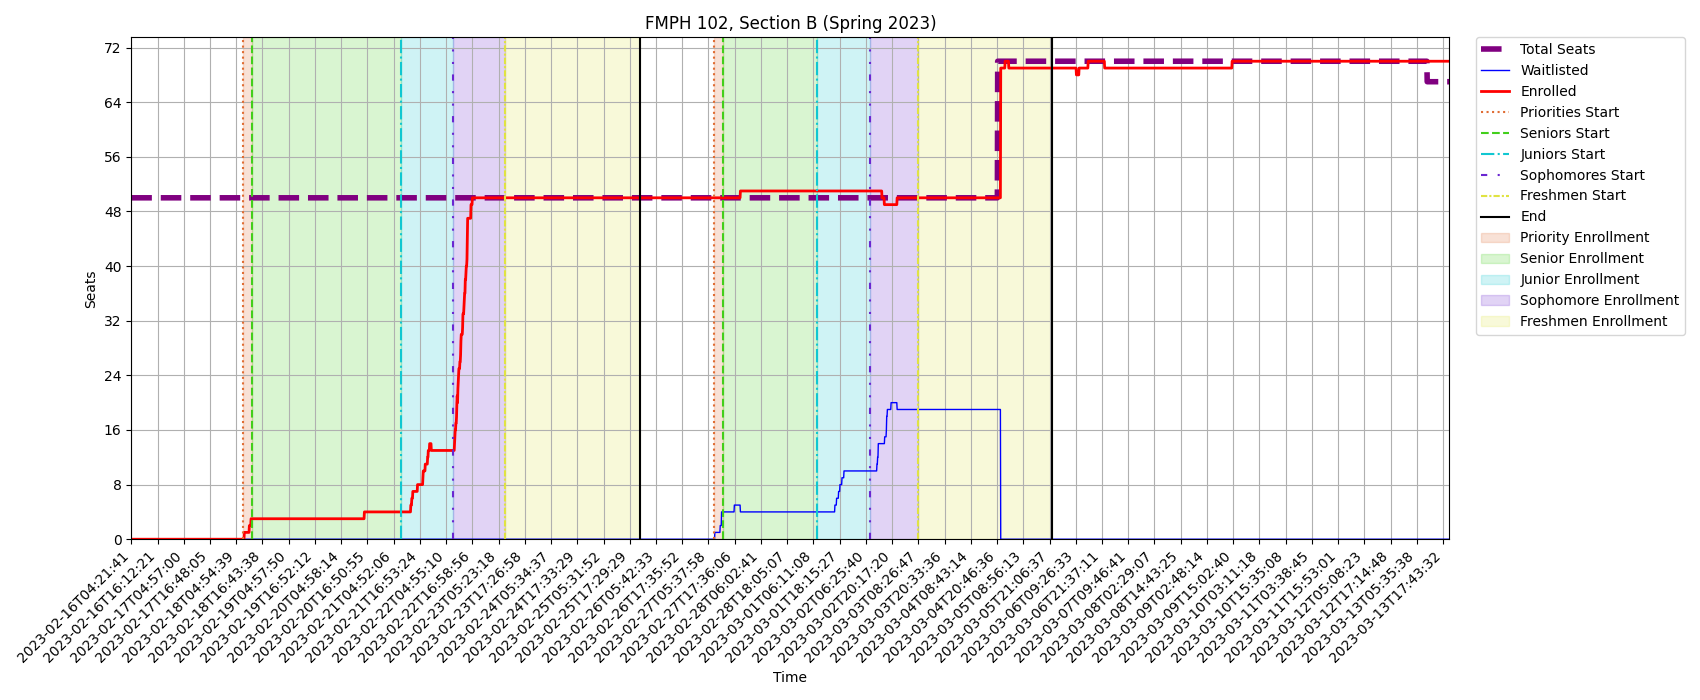 FMPH 102, Section B (Spring 2023)
Seats
72
64
56
48
40
32
24
16
8
0
2023-02-16T04:21:41
2023-02-16T16:12:21
2023-02-17T04:57:00
2023-02-17T16:48:05
2023-02-18T04:54:39
2023-02-18T16:43:38
2023-02-19T04:57:50
2023-02-19T16:52:12
2023-02-20T04:58:14
2023-02-20T16:50:55
2023-02-21T04:52:06
2023-02-21T16:53:24
2023-02-22T04:55:10
2023-02-22T16:58:56
2023-02-23T05:23:18
2023-02-23T17:26:58
2023-02-24T05:34:37
2023-02-24T17:33:29
2023-02-25T05:31:52
2023-02-25T17:29:29
2023-02-26T05:42:33
2023-02-26T17:35:52
2023-02-27T05:37:58
2023-02-27T17:36:06
2023-02-28T06:02:41
2023-02-28T18:05:07
2023-03-01T06:11:08
2023-03-01T18:15:27
2023-03-02T06:25:40
2023-03-02T20:17:20
2023-03-03T08:26:47
2023-03-03T20:33:36
2023-03-04T08:43:14
2023-03-04T20:46:36
2023-03-05T08:56:13
2023-03-05T21:06:37
2023-03-06T09:26:33
2023-03-06T21:37:11
2023-03-07T09:46:41
2023-03-08T02:29:07
2023-03-08T14:43:25
2023-03-09T02:48:14
2023-03-09T15:02:40
2023-03-10T03:11:18
2023-03-10T15:35:08
2023-03-11T03:38:45
2023-03-11T15:53:01
2023-03-12T05:08:23
2023-03-12T17:14:48
2023-03-13T05:35:38
2023-03-13T17:43:32
Time
Total Seats
Waitlisted
Enrolled
Priorities Start
Seniors Start
Juniors Start
Sophomores Start
Freshmen Start
End
Priority Enrollment
Senior Enrollment
Junior Enrollment
Sophomore Enrollment
Freshmen Enrollment